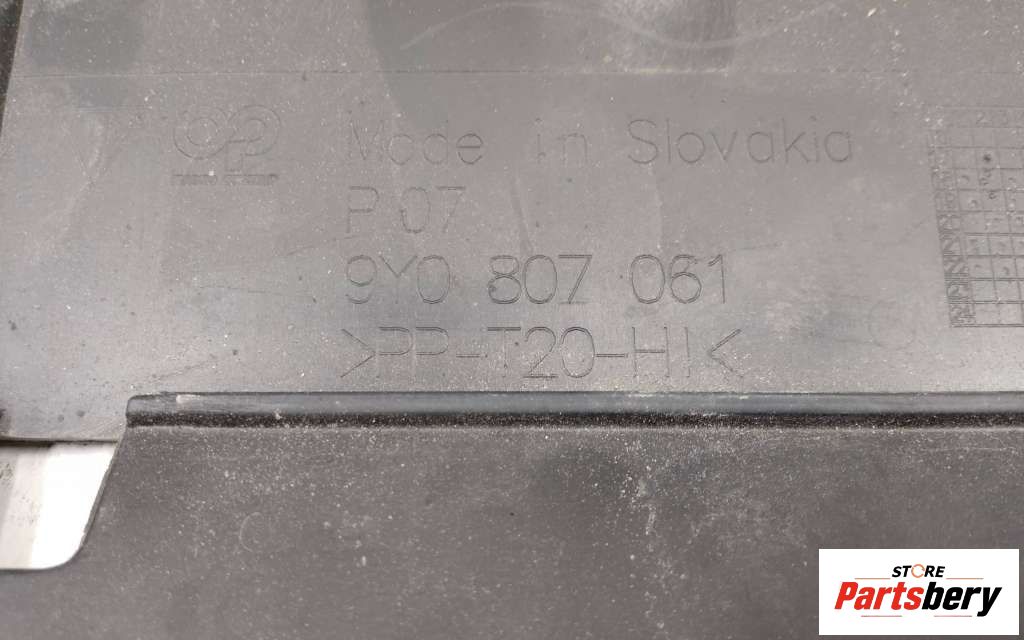 Made in Slovakia
P 07
9Y0 807 061
>PP-T20-HI<
STORE
Partsbery